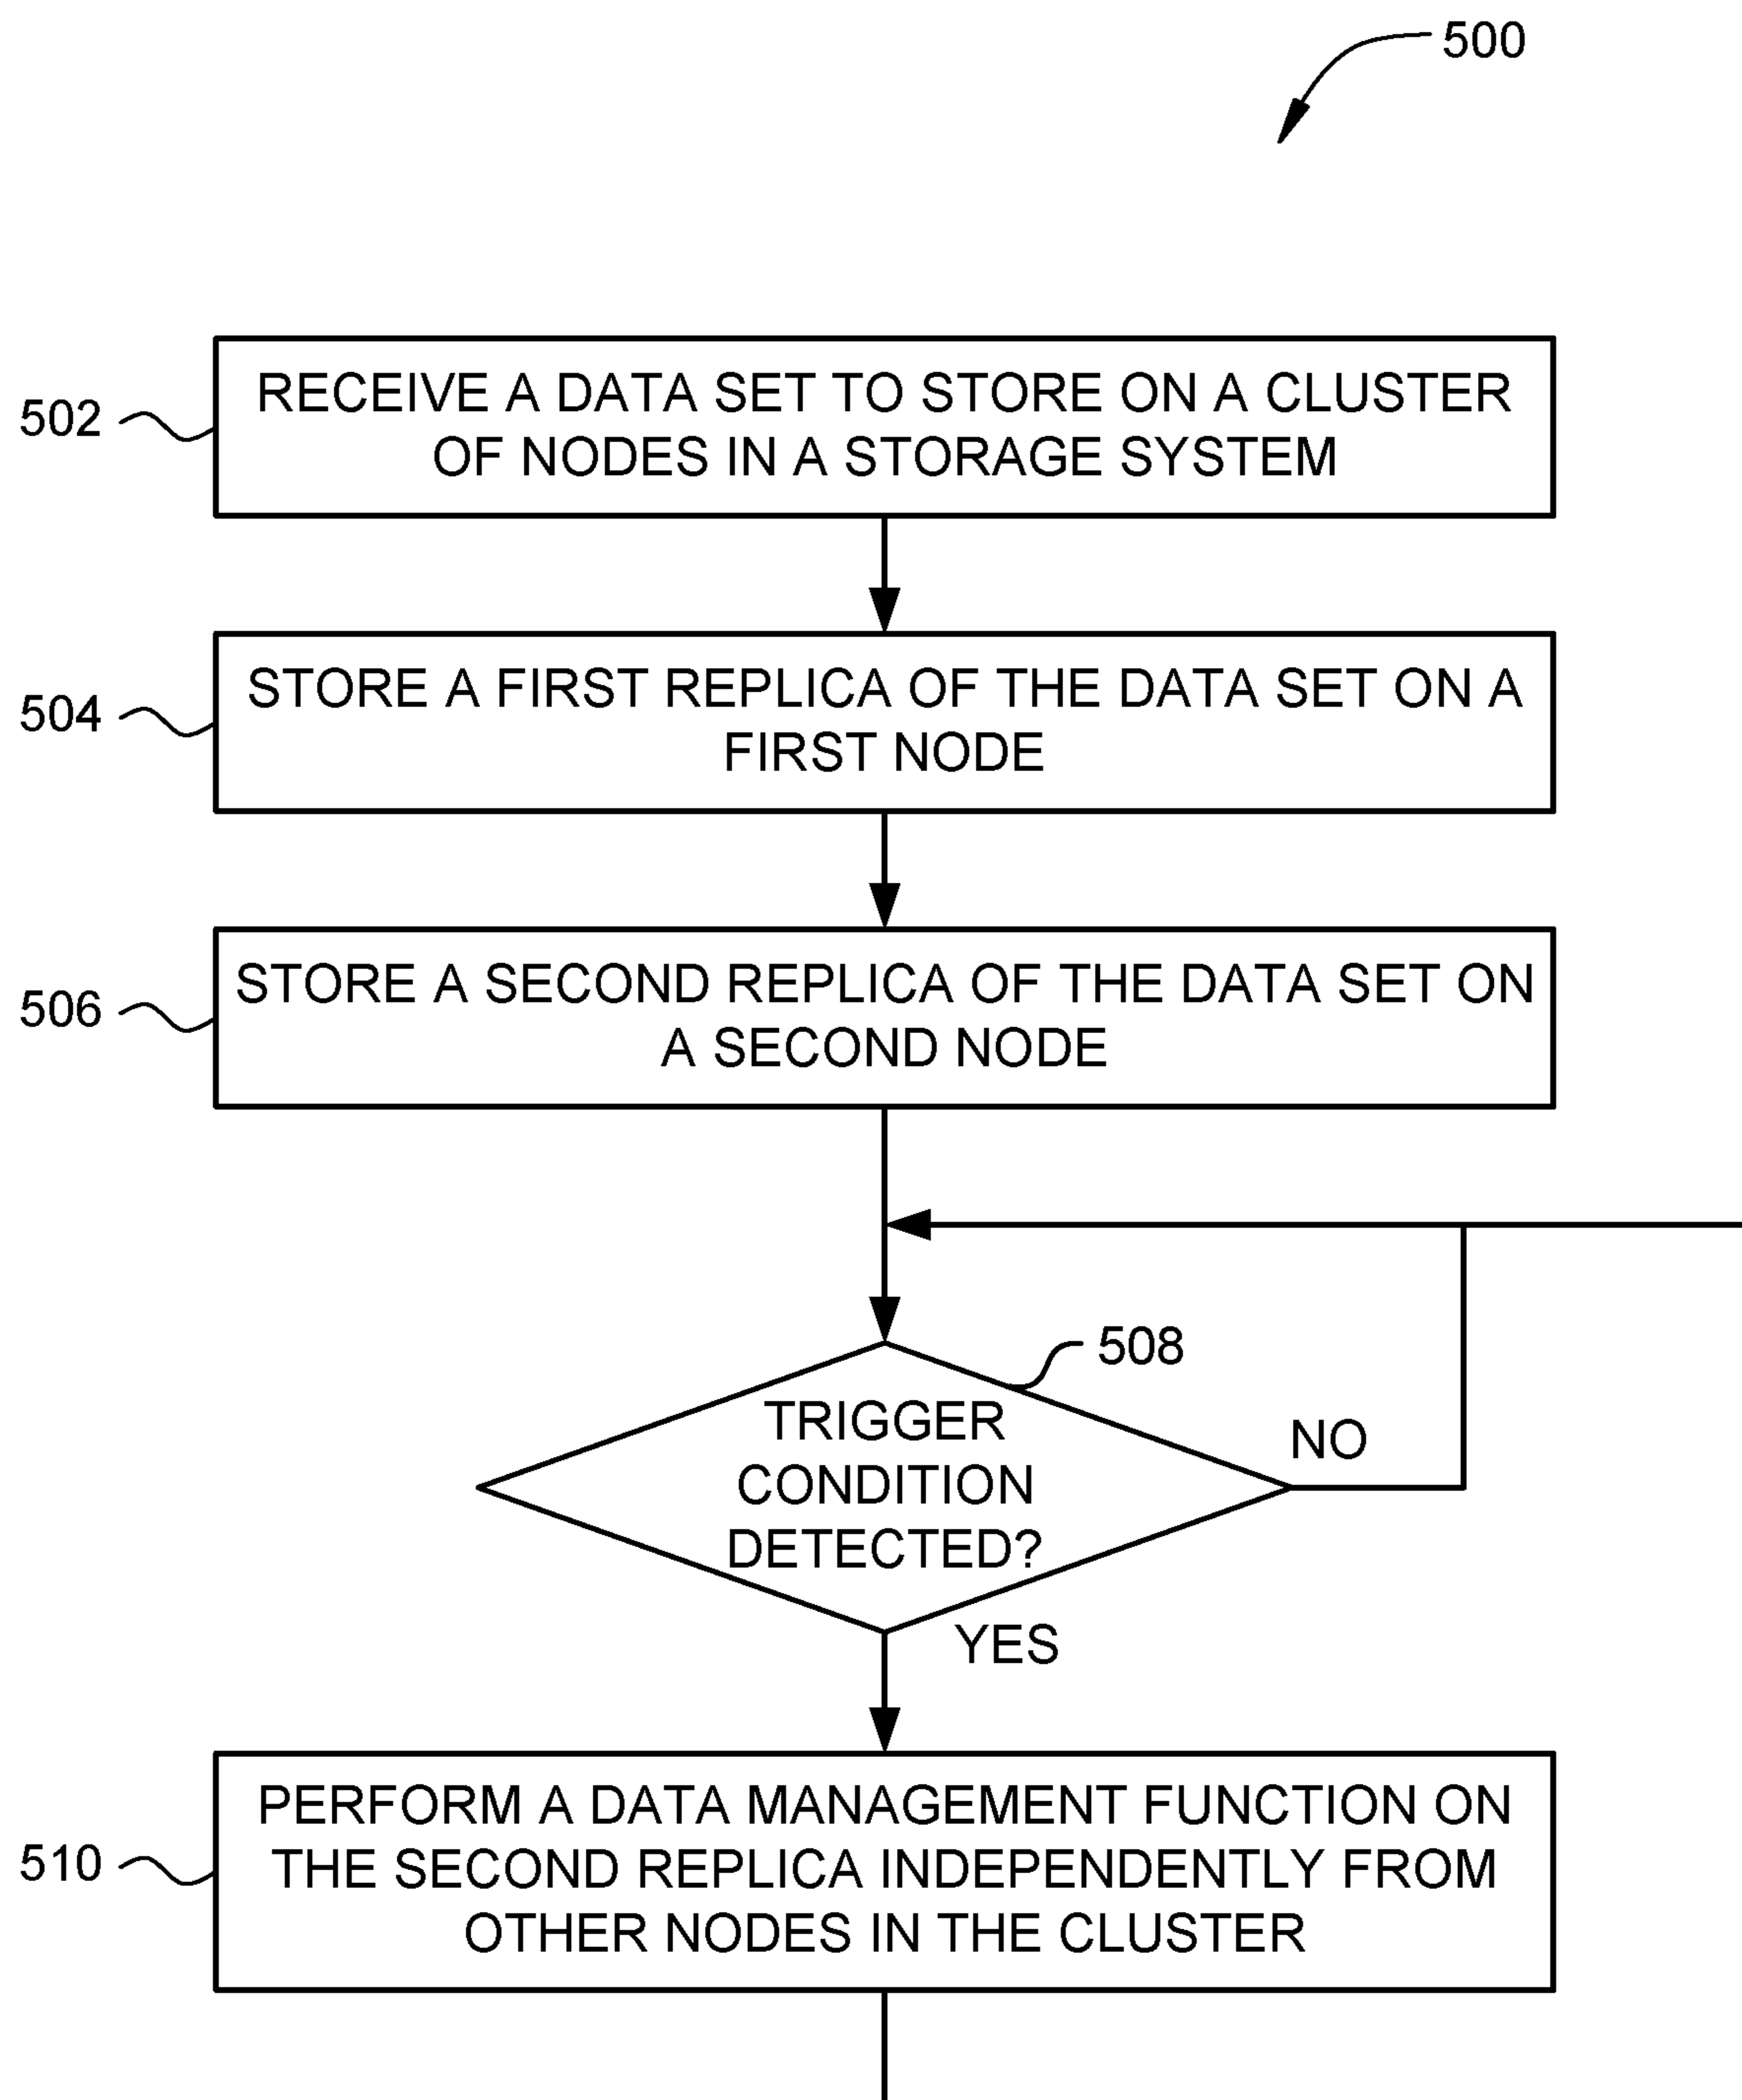 500
502
RECEIVE A DATA SET TO STORE ON A CLUSTER
OF NODES IN A STORAGE SYSTEM
504
STORE A FIRST REPLICA OF THE DATA SET ON A
FIRST NODE
506
STORE A SECOND REPLICA OF THE DATA SET ON
A SECOND NODE
508
TRIGGER
CONDITION
DETECTED?
NO
YES
510
PERFORM A DATA MANAGEMENT FUNCTION ON
THE SECOND REPLICA INDEPENDENTLY FROM
OTHER NODES IN THE CLUSTER